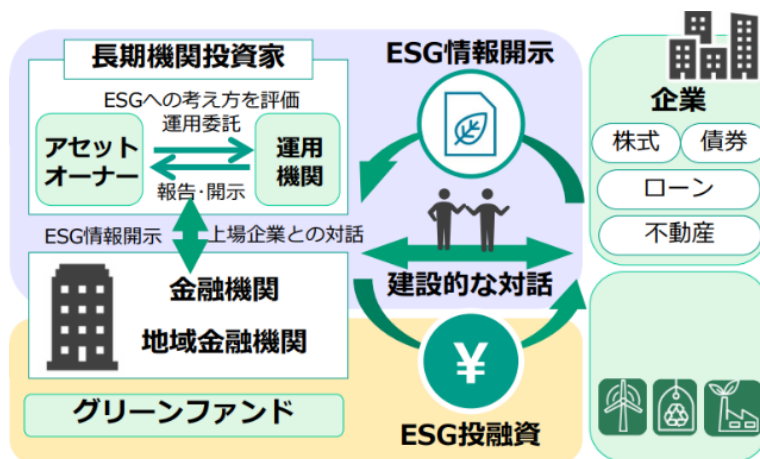 長期機関投資家
ESGへの考え方を評価
運用委託
アセット
オーナー
運用
機関
報告・開示
ESG情報開示
上場企業との対話
金融機関
地域金融機関
グリーンファンド
ESG情報開示
建設的な対話
¥
ESG投融資
企業
株式
債券
ローン
不動産